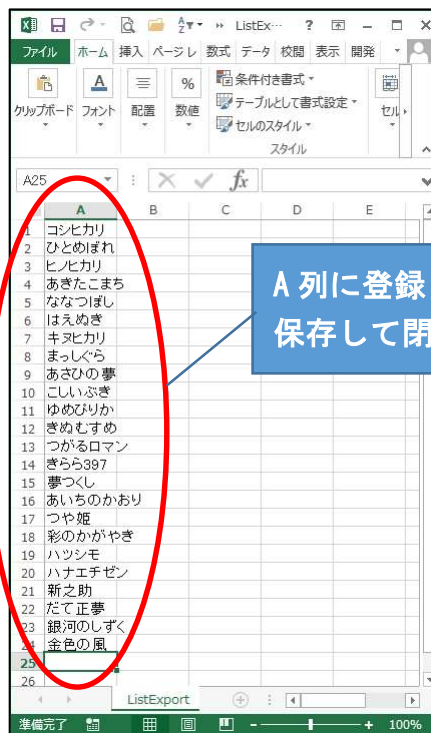 ListEx… ?
ファイル ホーム 挿入 ページレ 数式 データ 校閲 表示 開発
クリップボード フォント 配置 数値 条件付き書式 テーブルとして書式設定 セルのスタイル セル
スタイル
A25 fx
A B C D E
1 コシヒカリ
2 ひとめぼれ
3 ヒノヒカリ
4 あきたこまち
5 ななつぼし
6 はえぬき
7 キヌヒカリ
8 まっしぐら
9 あさひの夢
10 こしいぶき
11 ゆめぴりか
12 きぬむすめ
13 つがるロマン
14 きらら397
15 夢つくし
16 あいちのかおり
17 つや姫
18 彩のかがやき
19 ハツシモ
20 ハナエチゼン
21 新之助
22 だて正夢
23 銀河のしずく
24 金色の風
25
26
A列に登録
保存して閉
ListExport
準備完了 100%